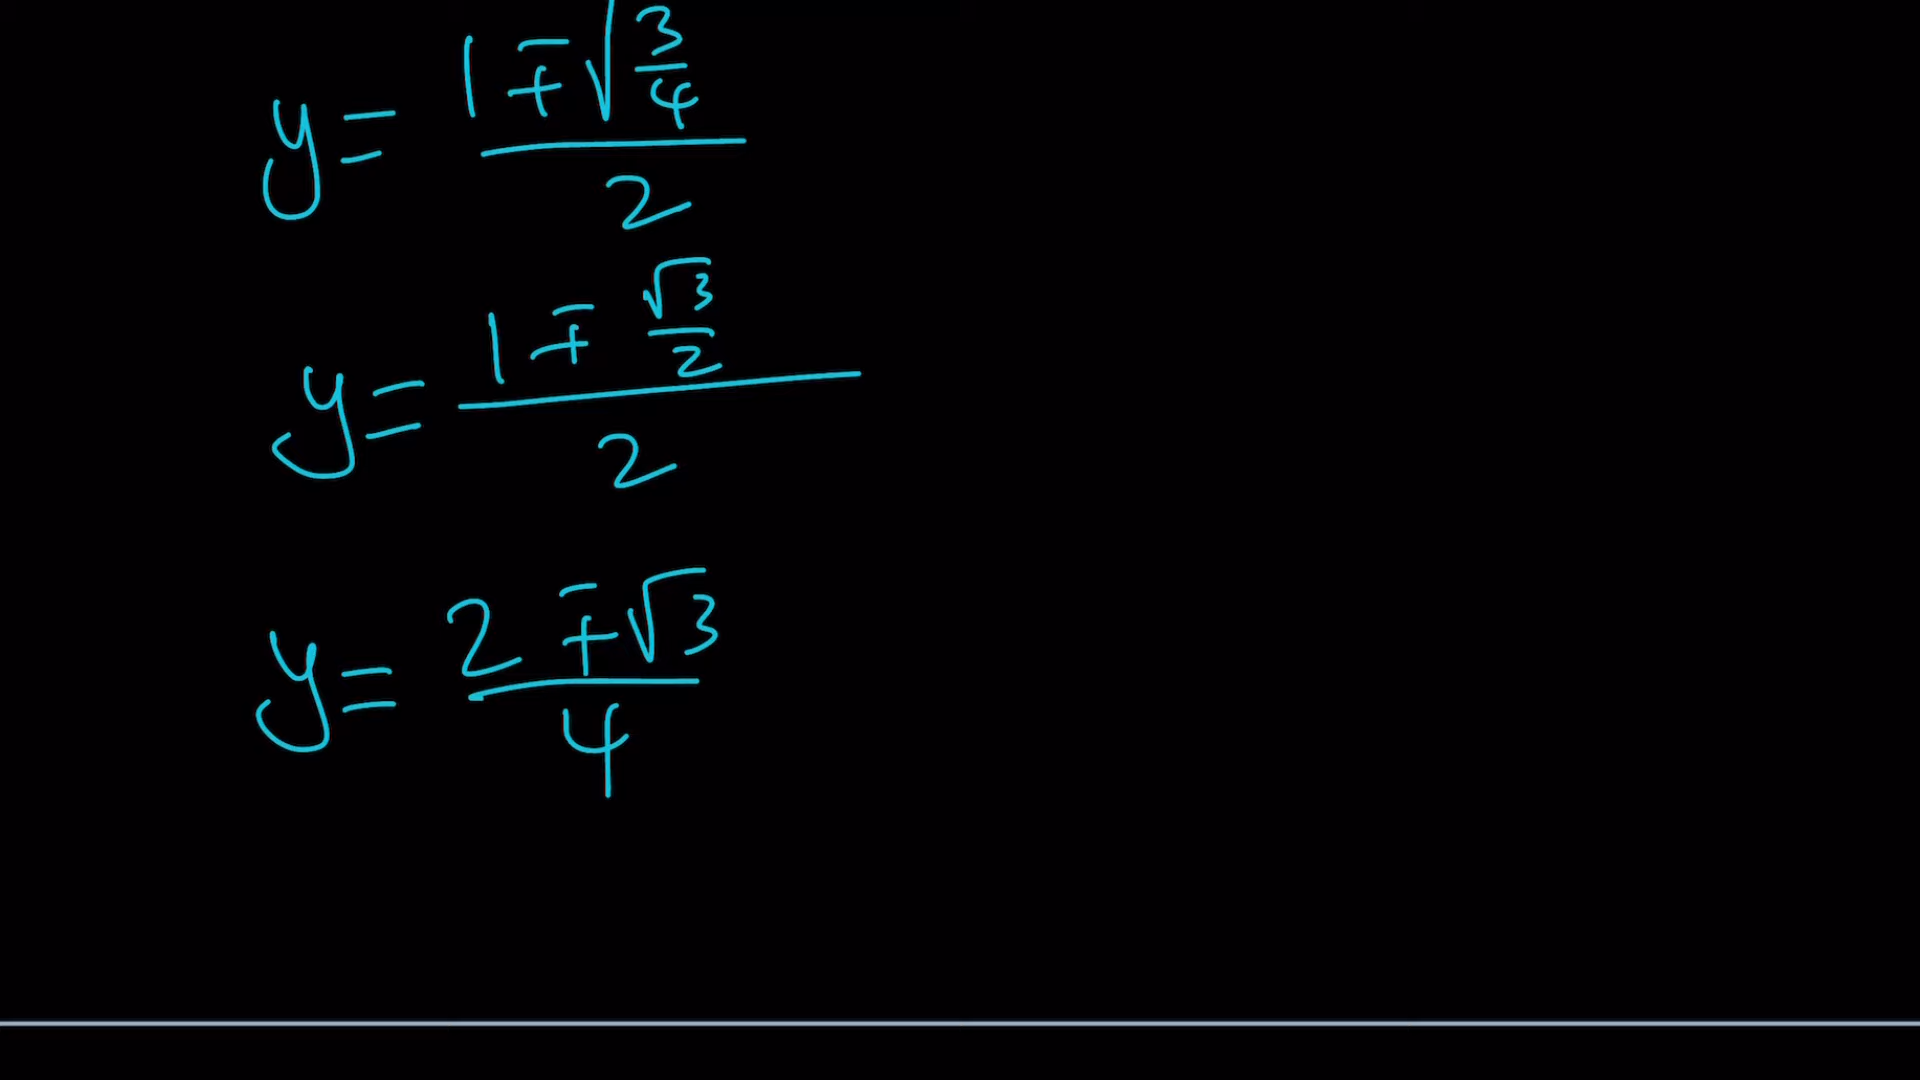 y = (1 ∓ √(3/4))/2
y = (1 ∓ √3/2)/2
y = (2 ∓ √3)/4